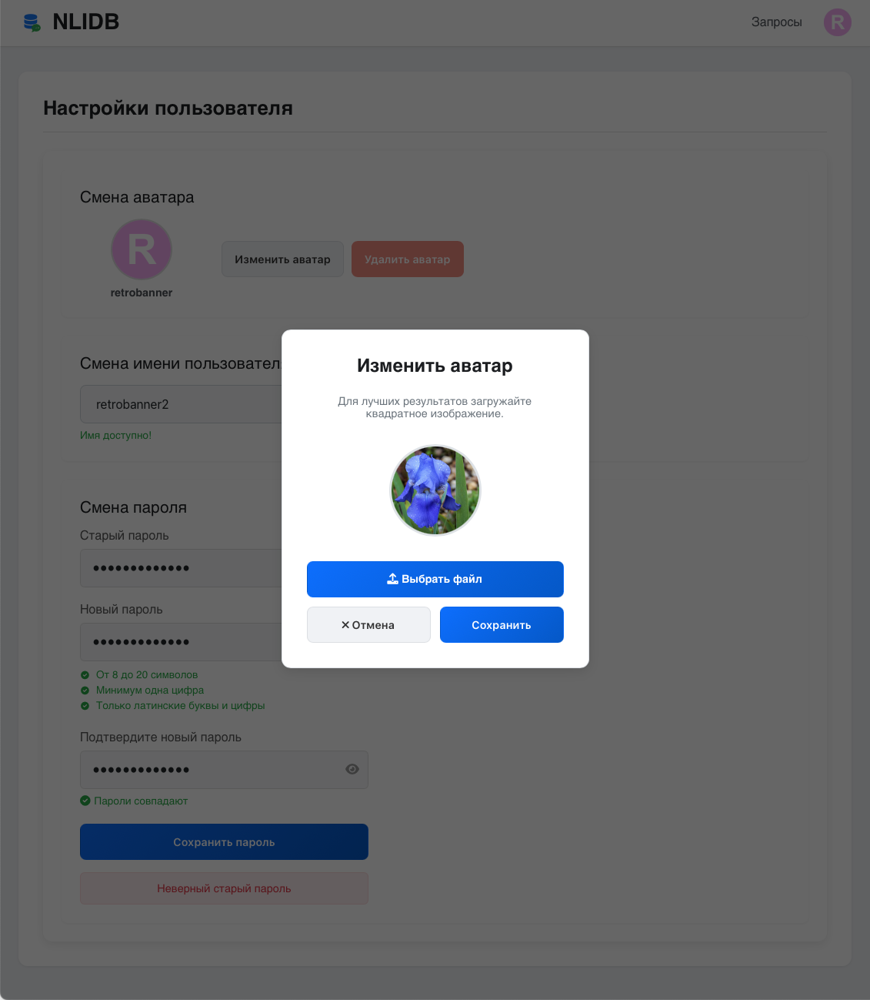 NLIDB
Запросы
R
Настройки пользователя
Смена аватара
R
Изменить аватар
Удалить аватар
retrobanner
Смена имени пользовател
retrobanner2
Имя доступно!
Изменить аватар
Для лучших результатов загружайте
квадратное изображение.
Выбрать файл
Отмена
Сохранить
Смена пароля
Старый пароль
•••••••••••••
Новый пароль
•••••••••••••
От 8 до 20 символов
Минимум одна цифра
Только латинские буквы и цифры
Подтвердите новый пароль
•••••••••••••
Пароли совпадают
Сохранить пароль
Неверный старый пароль